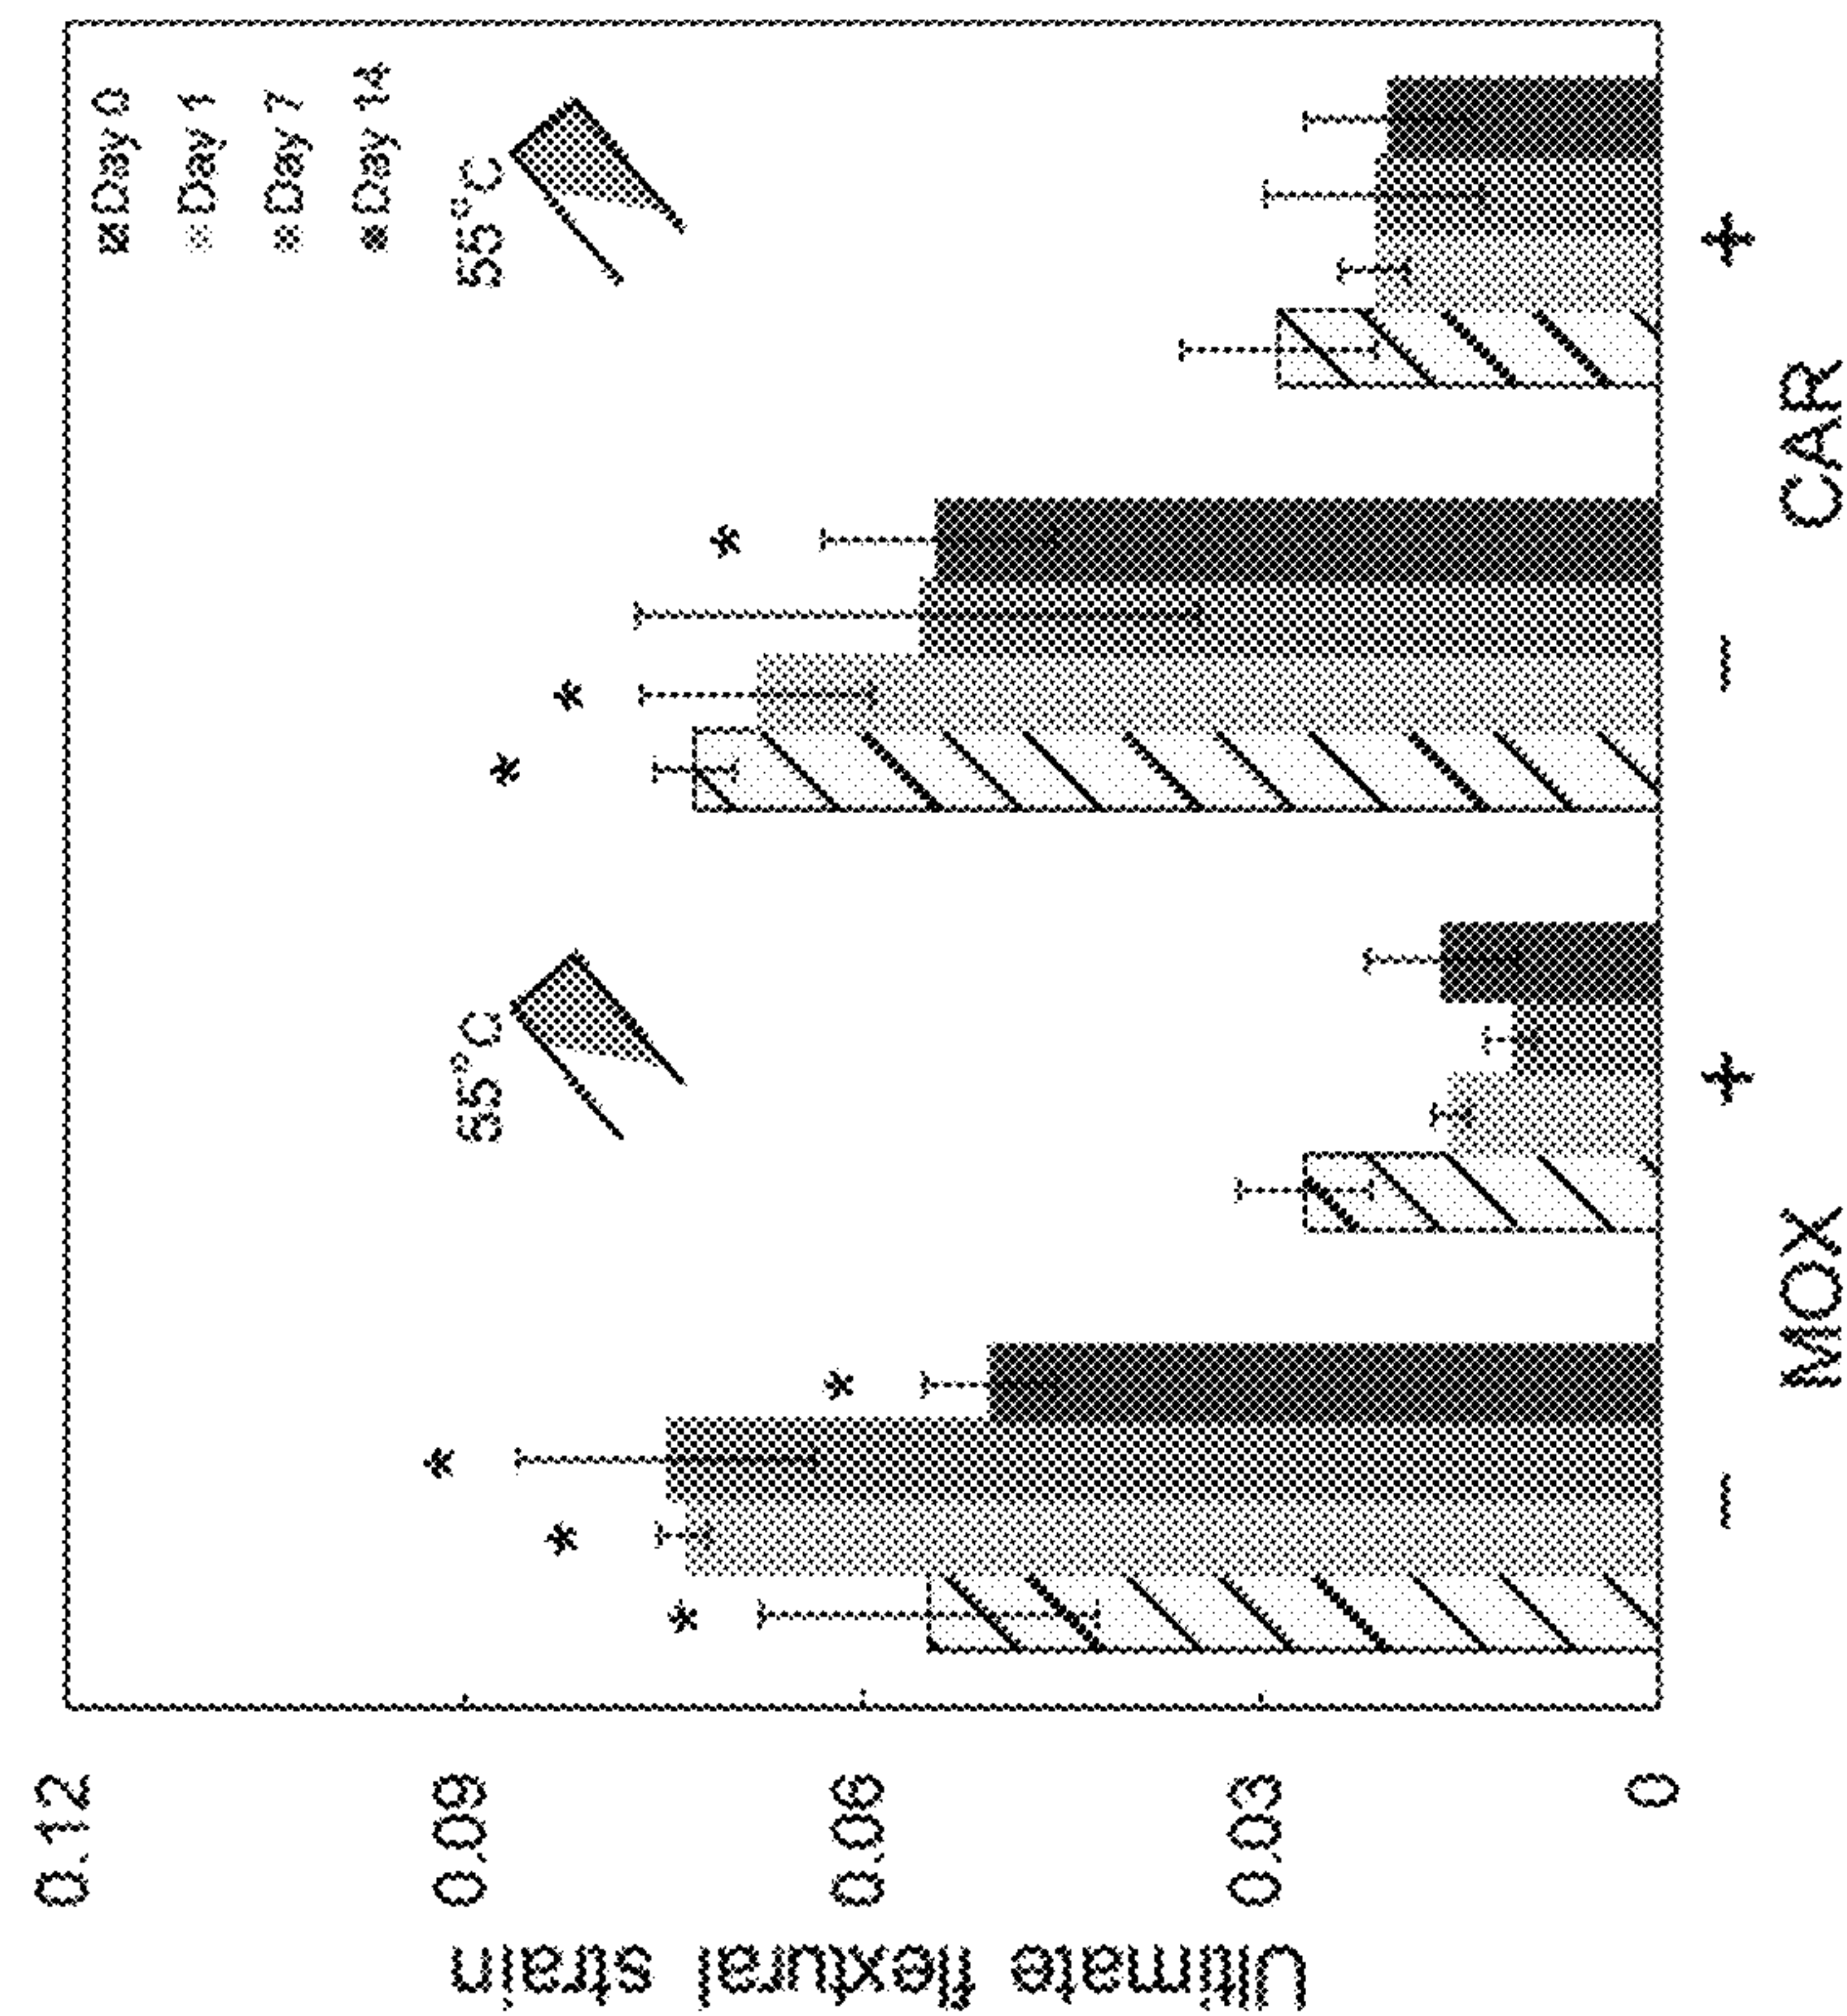 Ultimate flextural strain
0.12
0.09
0.06
0.03
0
Day 0
Day 1
Day 7
Day 14
55°C
55°C
* * * *
* * *
− + − +
MOX CAR